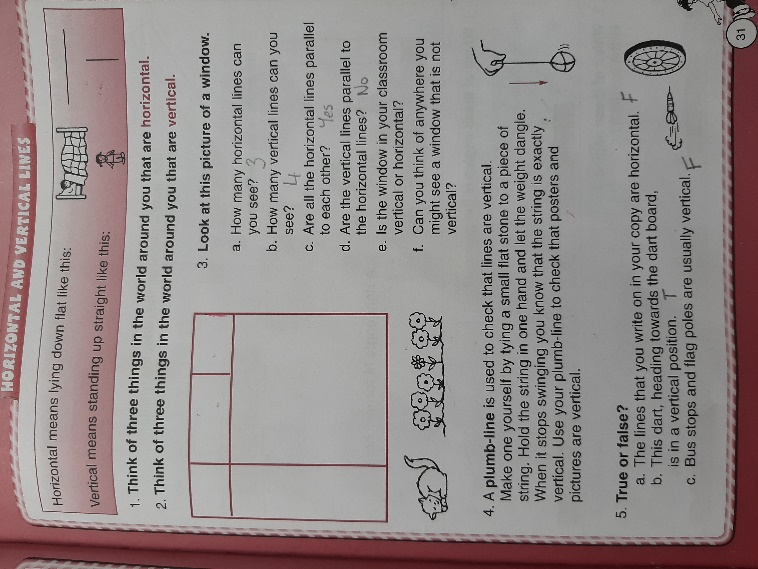 HORIZONTAL AND VERTICAL LINES
Horizontal means lying down flat like this:
Vertical means standing up straight like this:
1. Think of three things in the world around you that are horizontal.
2. Think of three things in the world around you that are vertical.
3. Look at this picture of a window.
a. How many horizontal lines can
you see? 3
b. How many vertical lines can you
see? 4
c. Are all the horizontal lines parallel
to each other? Yes
d. Are the vertical lines parallel to
the horizontal lines? No
e. Is the window in your classroom
vertical or horizontal?
f. Can you think of anywhere you
might see a window that is not
vertical?
4. A plumb-line is used to check that lines are vertical.
Make one yourself by tying a small flat stone to a piece of
string. Hold the string in one hand and let the weight dangle.
When it stops swinging you know that the string is exactly
vertical. Use your plumb-line to check that posters and
pictures are vertical.
5. True or false?
a. The lines that you write on in your copy are horizontal. F
b. This dart, heading towards the dart board,
is in a vertical position. T
c. Bus stops and flag poles are usually vertical. F
31